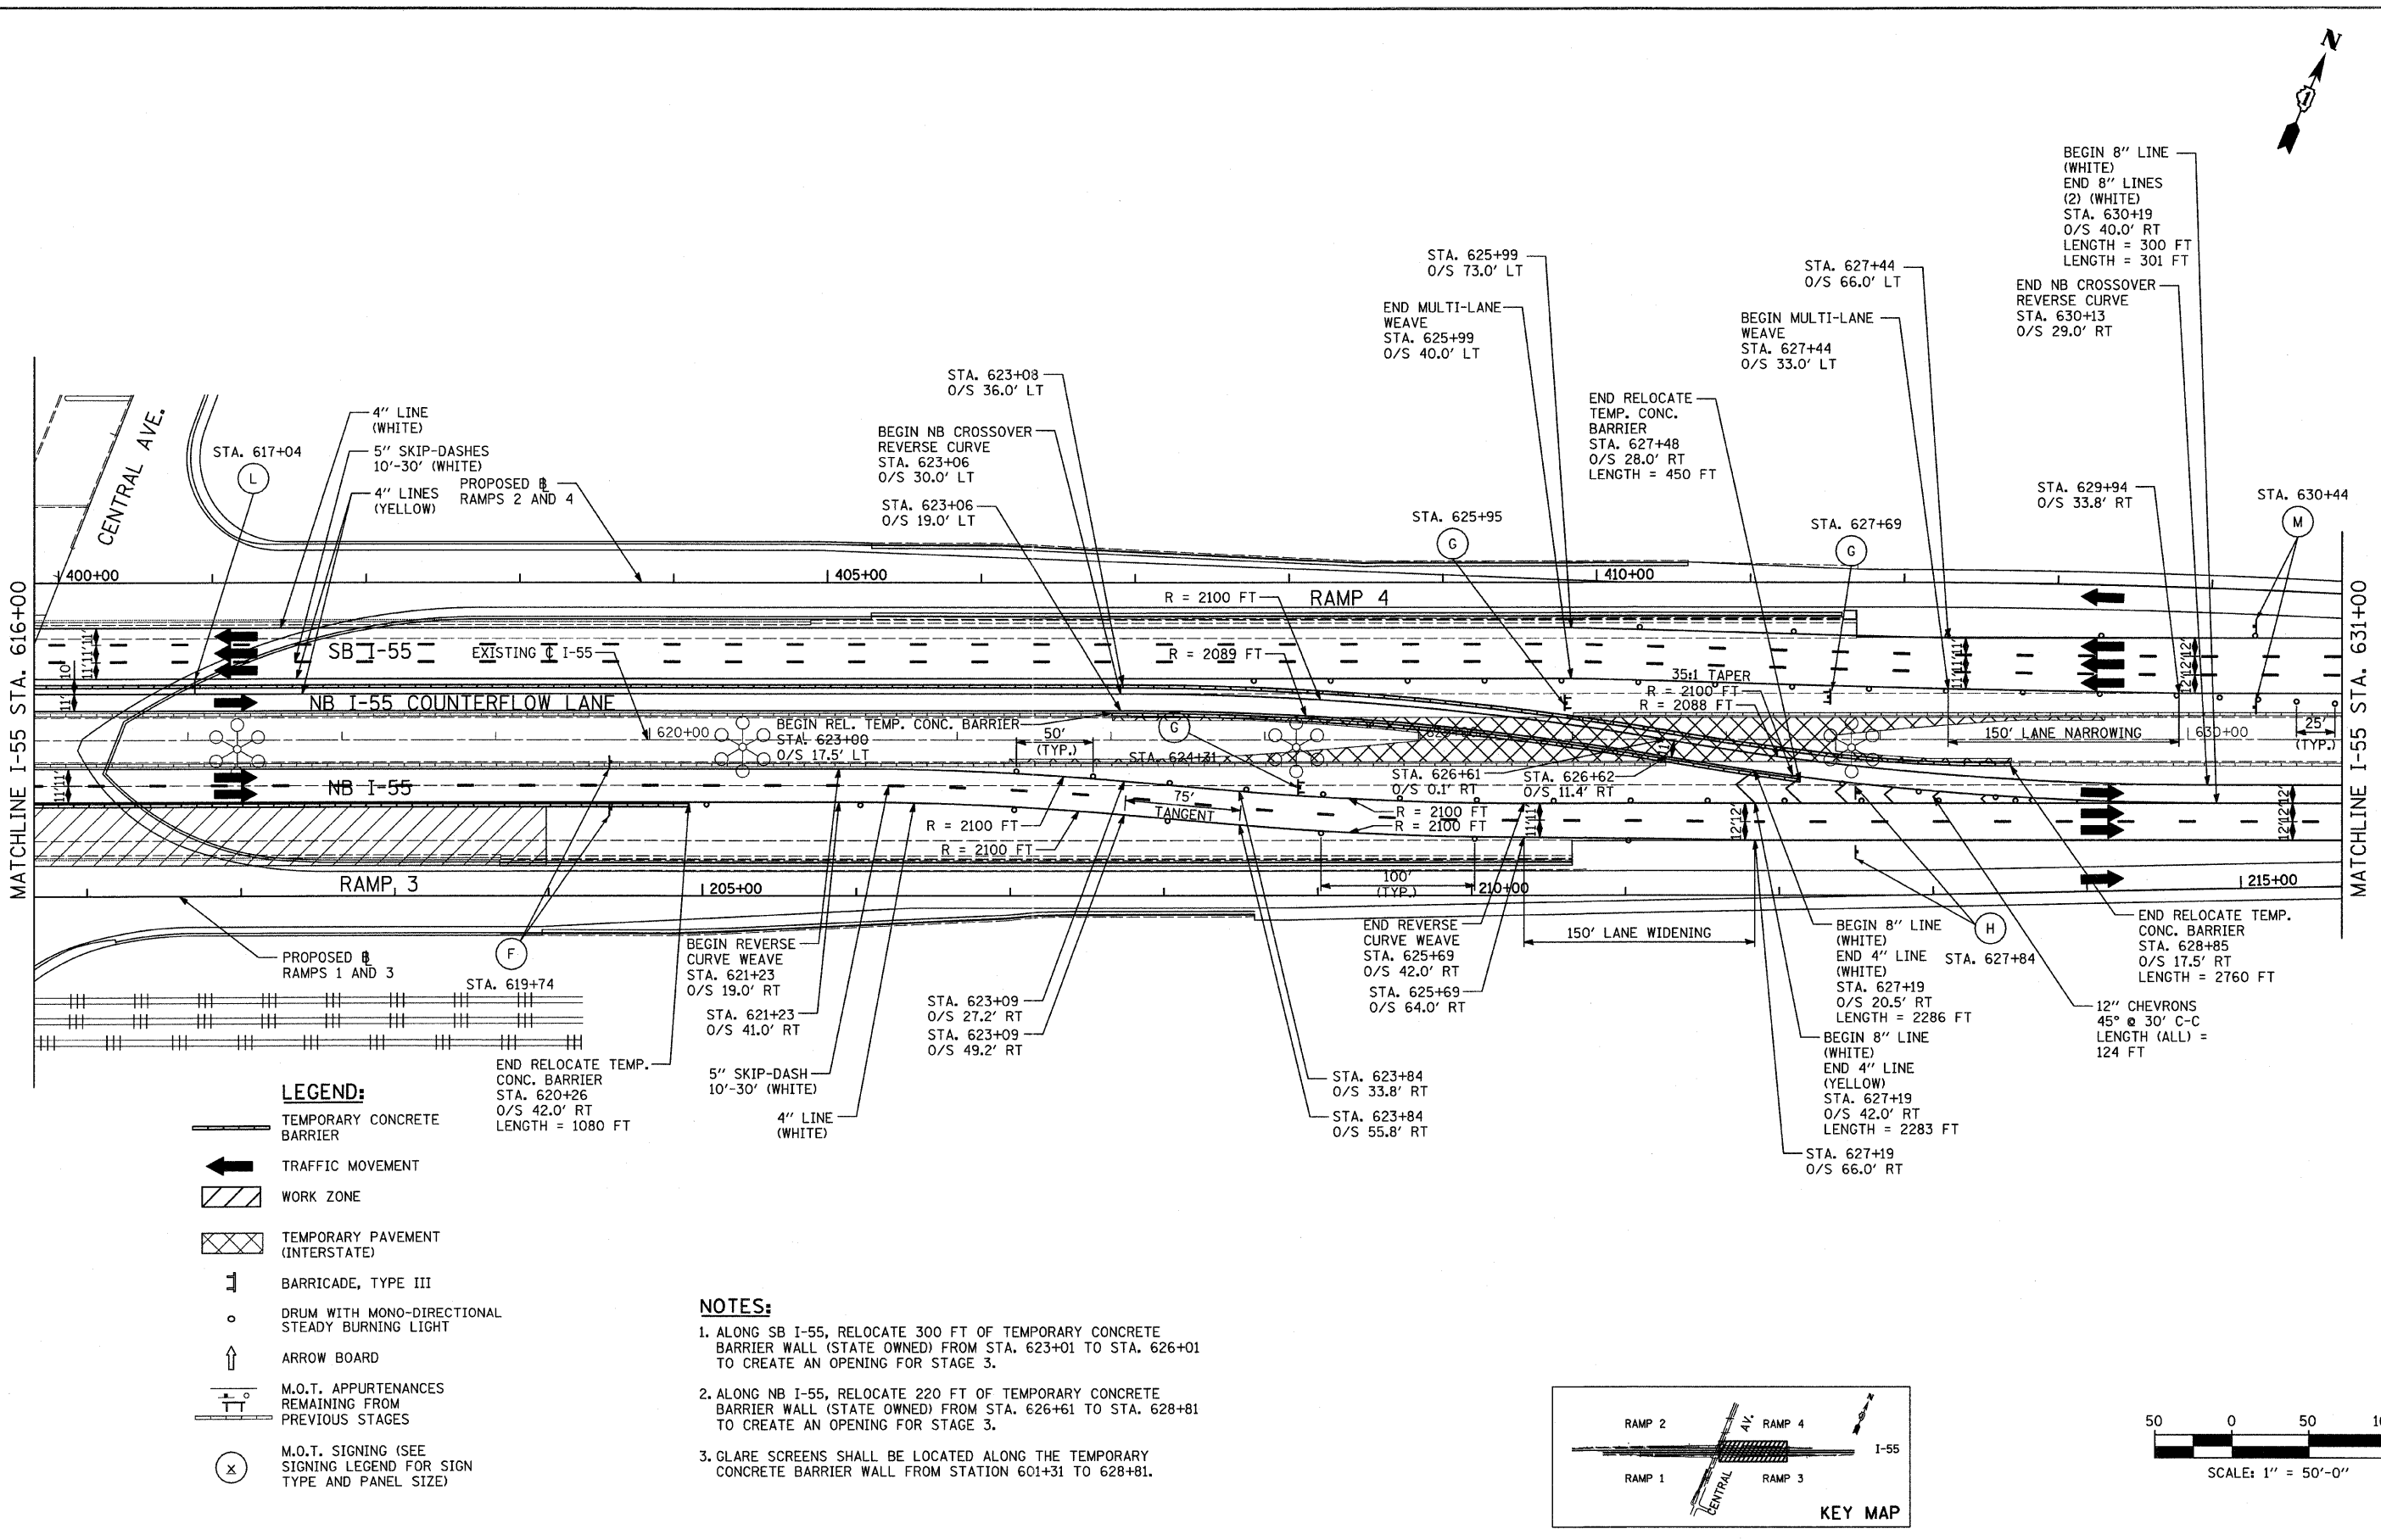 N
1
BEGIN 8" LINE
(WHITE)
END 8" LINES
(2) (WHITE)
STA. 630+19
O/S 40.0' RT
LENGTH = 300 FT
LENGTH = 301 FT
END NB CROSSOVER
REVERSE CURVE
STA. 630+13
O/S 29.0' RT
STA. 625+99
O/S 73.0' LT
END MULTI-LANE
WEAVE
STA. 625+99
O/S 40.0' LT
STA. 627+44
O/S 66.0' LT
BEGIN MULTI-LANE
WEAVE
STA. 627+44
O/S 33.0' LT
STA. 623+08
O/S 36.0' LT
BEGIN NB CROSSOVER
REVERSE CURVE
STA. 623+06
O/S 30.0' LT
STA. 623+06
O/S 19.0' LT
END RELOCATE
TEMP. CONC.
BARRIER
STA. 627+48
O/S 28.0' RT
LENGTH = 450 FT
STA. 629+94
O/S 33.8' RT
STA. 630+44
M
STA. 625+95
G
STA. 627+69
G
4" LINE
(WHITE)
5" SKIP-DASHES
10'-30' (WHITE)
4" LINES
(YELLOW)
PROPOSED ℄
RAMPS 2 AND 4
STA. 617+04
L
CENTRAL AVE.
MATCHLINE I-55 STA. 616+00
MATCHLINE I-55 STA. 631+00
400+00
405+00
410+00
R = 2100 FT
RAMP 4
SB I-55
EXISTING ℄ I-55
R = 2089 FT
35:1 TAPER
R = 2100 FT
R = 2088 FT
11'
11'
11'
10'
11'
11'
11'
11'
12'
12'
12'
NB I-55 COUNTERFLOW LANE
620+00
630+00
BEGIN REL. TEMP. CONC. BARRIER
STA. 623+00
O/S 17.5' LT
50'
(TYP.)
G
STA. 624+31
STA. 626+61
O/S 0.1' RT
STA. 626+62
O/S 11.4' RT
11'
150' LANE NARROWING
25'
(TYP.)
NB I-55
11'
11'
75'
TANGENT
R = 2100 FT
R = 2100 FT
R = 2100 FT
R = 2100 FT
11'
11'
12'
12'
12'
12'
12'
RAMP 3
205+00
210+00
215+00
100'
(TYP.)
150' LANE WIDENING
PROPOSED ℄
RAMPS 1 AND 3
F
STA. 619+74
BEGIN REVERSE
CURVE WEAVE
STA. 621+23
O/S 19.0' RT
STA. 621+23
O/S 41.0' RT
STA. 623+09
O/S 27.2' RT
STA. 623+09
O/S 49.2' RT
END REVERSE
CURVE WEAVE
STA. 625+69
O/S 42.0' RT
STA. 625+69
O/S 64.0' RT
BEGIN 8" LINE
(WHITE)
END 4" LINE
(WHITE)
STA. 627+19
O/S 20.5' RT
LENGTH = 2286 FT
H
STA. 627+84
END RELOCATE TEMP.
CONC. BARRIER
STA. 628+85
O/S 17.5' RT
LENGTH = 2760 FT
12" CHEVRONS
45° @ 30' C-C
LENGTH (ALL) =
124 FT
BEGIN 8" LINE
(WHITE)
END 4" LINE
(YELLOW)
STA. 627+19
O/S 42.0' RT
LENGTH = 2283 FT
STA. 627+19
O/S 66.0' RT
END RELOCATE TEMP.
CONC. BARRIER
STA. 620+26
O/S 42.0' RT
LENGTH = 1080 FT
5" SKIP-DASH
10'-30' (WHITE)
4" LINE
(WHITE)
STA. 623+84
O/S 33.8' RT
STA. 623+84
O/S 55.8' RT
LEGEND:
TEMPORARY CONCRETE
BARRIER
TRAFFIC MOVEMENT
WORK ZONE
TEMPORARY PAVEMENT
(INTERSTATE)
BARRICADE, TYPE III
DRUM WITH MONO-DIRECTIONAL
STEADY BURNING LIGHT
ARROW BOARD
M.O.T. APPURTENANCES
REMAINING FROM
PREVIOUS STAGES
X
M.O.T. SIGNING (SEE
SIGNING LEGEND FOR SIGN
TYPE AND PANEL SIZE)
NOTES:
1. ALONG SB I-55, RELOCATE 300 FT OF TEMPORARY CONCRETE
BARRIER WALL (STATE OWNED) FROM STA. 623+01 TO STA. 626+01
TO CREATE AN OPENING FOR STAGE 3.
2. ALONG NB I-55, RELOCATE 220 FT OF TEMPORARY CONCRETE
BARRIER WALL (STATE OWNED) FROM STA. 626+61 TO STA. 628+81
TO CREATE AN OPENING FOR STAGE 3.
3. GLARE SCREENS SHALL BE LOCATED ALONG THE TEMPORARY
CONCRETE BARRIER WALL FROM STATION 601+31 TO 628+81.
RAMP 2
AV.
RAMP 4
N
I-55
RAMP 1
CENTRAL
RAMP 3
KEY MAP
50
0
50
SCALE: 1" = 50'-0"